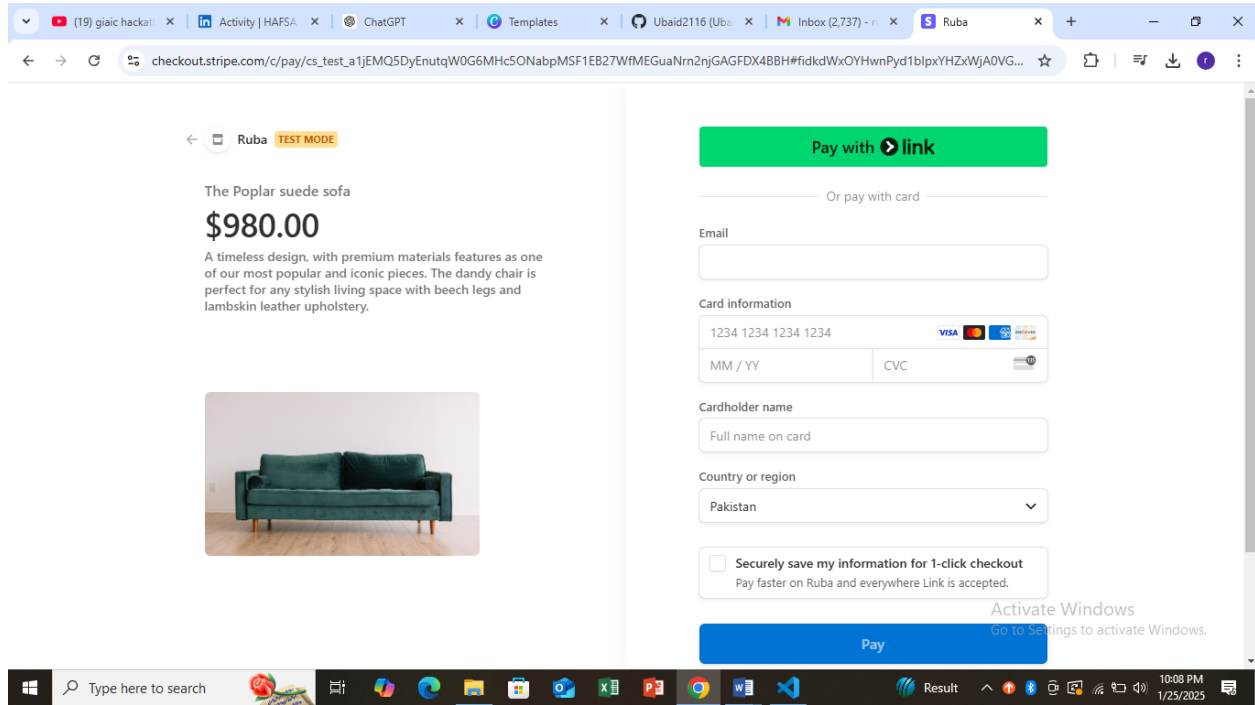 (19) giaic hackat
Activity | HAFSA
ChatGPT
Templates
Ubaid2116 (Uba
Inbox (2,737) - r
Ruba
checkout.stripe.com/c/pay/cs_test_a1jEMQ5DyEnutqW0G6MHc5ONabpMSF1EB27WfMEGuaNrn2njGAGFDX4BBH#fidkdWxOYHwnPyd1blpxYHZxWjA0VG...
r
Ruba TEST MODE
The Poplar suede sofa
$980.00
A timeless design, with premium materials features as one
of our most popular and iconic pieces. The dandy chair is
perfect for any stylish living space with beech legs and
lambskin leather upholstery.
Pay with link
Or pay with card
Email
Card information
1234 1234 1234 1234 VISA
MM / YY CVC
Cardholder name
Full name on card
Country or region
Pakistan
Securely save my information for 1-click checkout
Pay faster on Ruba and everywhere Link is accepted.
Activate Windows
Go to Settings to activate Windows.
Pay
Type here to search
Result
10:08 PM
1/25/2025